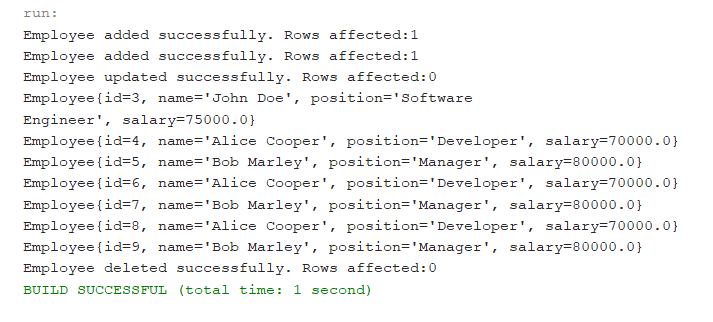 run:
Employee added successfully. Rows affected:1
Employee added successfully. Rows affected:1
Employee updated successfully. Rows affected:0
Employee{id=3, name='John Doe', position='Software
Engineer', salary=75000.0}
Employee{id=4, name='Alice Cooper', position='Developer', salary=70000.0}
Employee{id=5, name='Bob Marley', position='Manager', salary=80000.0}
Employee{id=6, name='Alice Cooper', position='Developer', salary=70000.0}
Employee{id=7, name='Bob Marley', position='Manager', salary=80000.0}
Employee{id=8, name='Alice Cooper', position='Developer', salary=70000.0}
Employee{id=9, name='Bob Marley', position='Manager', salary=80000.0}
Employee deleted successfully. Rows affected:0
BUILD SUCCESSFUL (total time: 1 second)